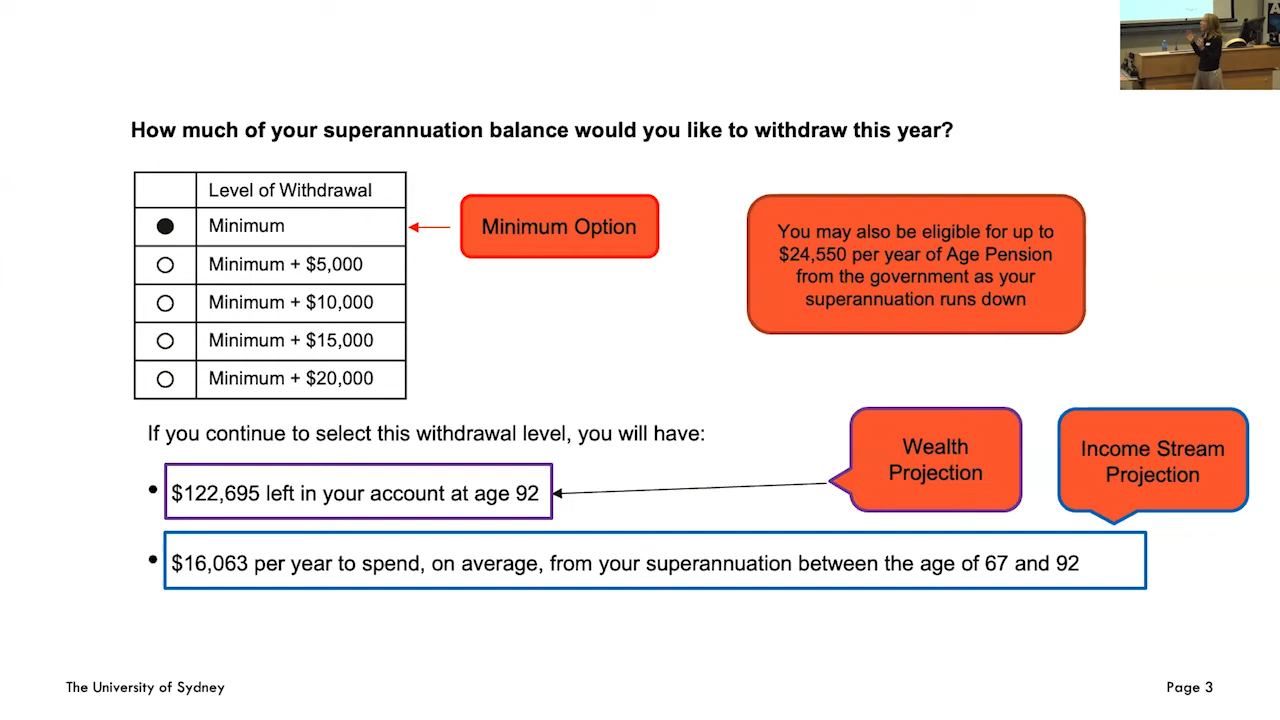 How much of your superannuation balance would you like to withdraw this year?
Level of Withdrawal
Minimum
Minimum + $5,000
Minimum + $10,000
Minimum + $15,000
Minimum + $20,000
Minimum Option
You may also be eligible for up to
$24,550 per year of Age Pension
from the government as your
superannuation runs down
If you continue to select this withdrawal level, you will have:
• $122,695 left in your account at age 92
Wealth
Projection
Income Stream
Projection
• $16,063 per year to spend, on average, from your superannuation between the age of 67 and 92
The University of Sydney
Page 3